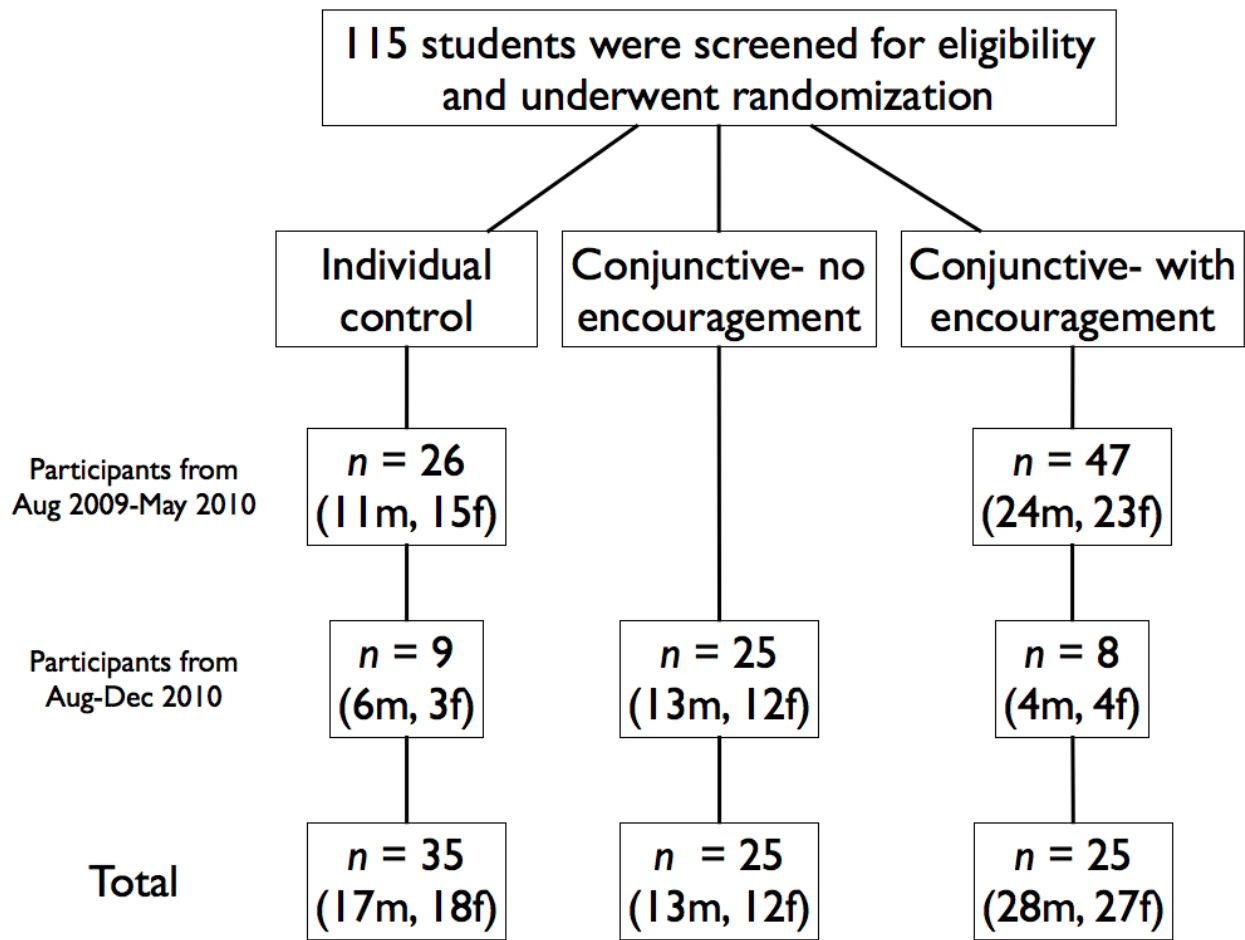 115 students were screened for eligibility
and underwent randomization
Individual
control
Conjunctive- no
encouragement
Conjunctive- with
encouragement
Participants from
Aug 2009-May 2010
n = 26
(11m, 15f)
n = 47
(24m, 23f)
Participants from
Aug-Dec 2010
n = 9
(6m, 3f)
n = 25
(13m, 12f)
n = 8
(4m, 4f)
Total
n = 35
(17m, 18f)
n = 25
(13m, 12f)
n = 25
(28m, 27f)